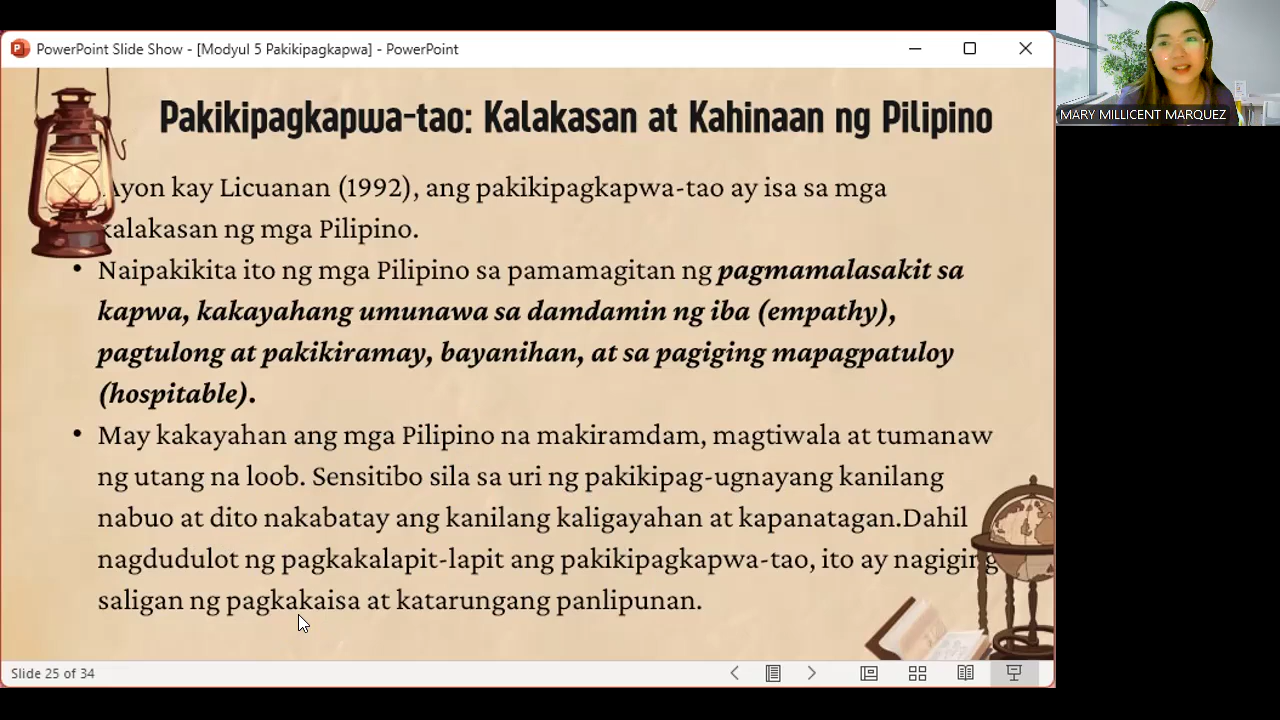 PowerPoint Slide Show - [Modyul 5 Pakikipagkapwa] - PowerPoint
MARY MILLICENT MARQUEZ
Pakikipagkapwa-tao: Kalakasan at Kahinaan ng Pilipino
Ayon kay Licuanan (1992), ang pakikipagkapwa-tao ay isa sa mga
kalakasan ng mga Pilipino.
• Naipakikita ito ng mga Pilipino sa pamamagitan ng pagmamalasakit sa
kapwa, kakayahang umunawa sa damdamin ng iba (empathy),
pagtulong at pakikiramay, bayanihan, at sa pagiging mapagpatuloy
(hospitable).
• May kakayahan ang mga Pilipino na makiramdam, magtiwala at tumanaw
ng utang na loob. Sensitibo sila sa uri ng pakikipag-ugnayang kanilang
nabuo at dito nakabatay ang kanilang kaligayahan at kapanatagan.Dahil
nagdudulot ng pagkakalapit-lapit ang pakikipagkapwa-tao, ito ay nagiging
saligan ng pagkakaisa at katarungang panlipunan.
Slide 25 of 34